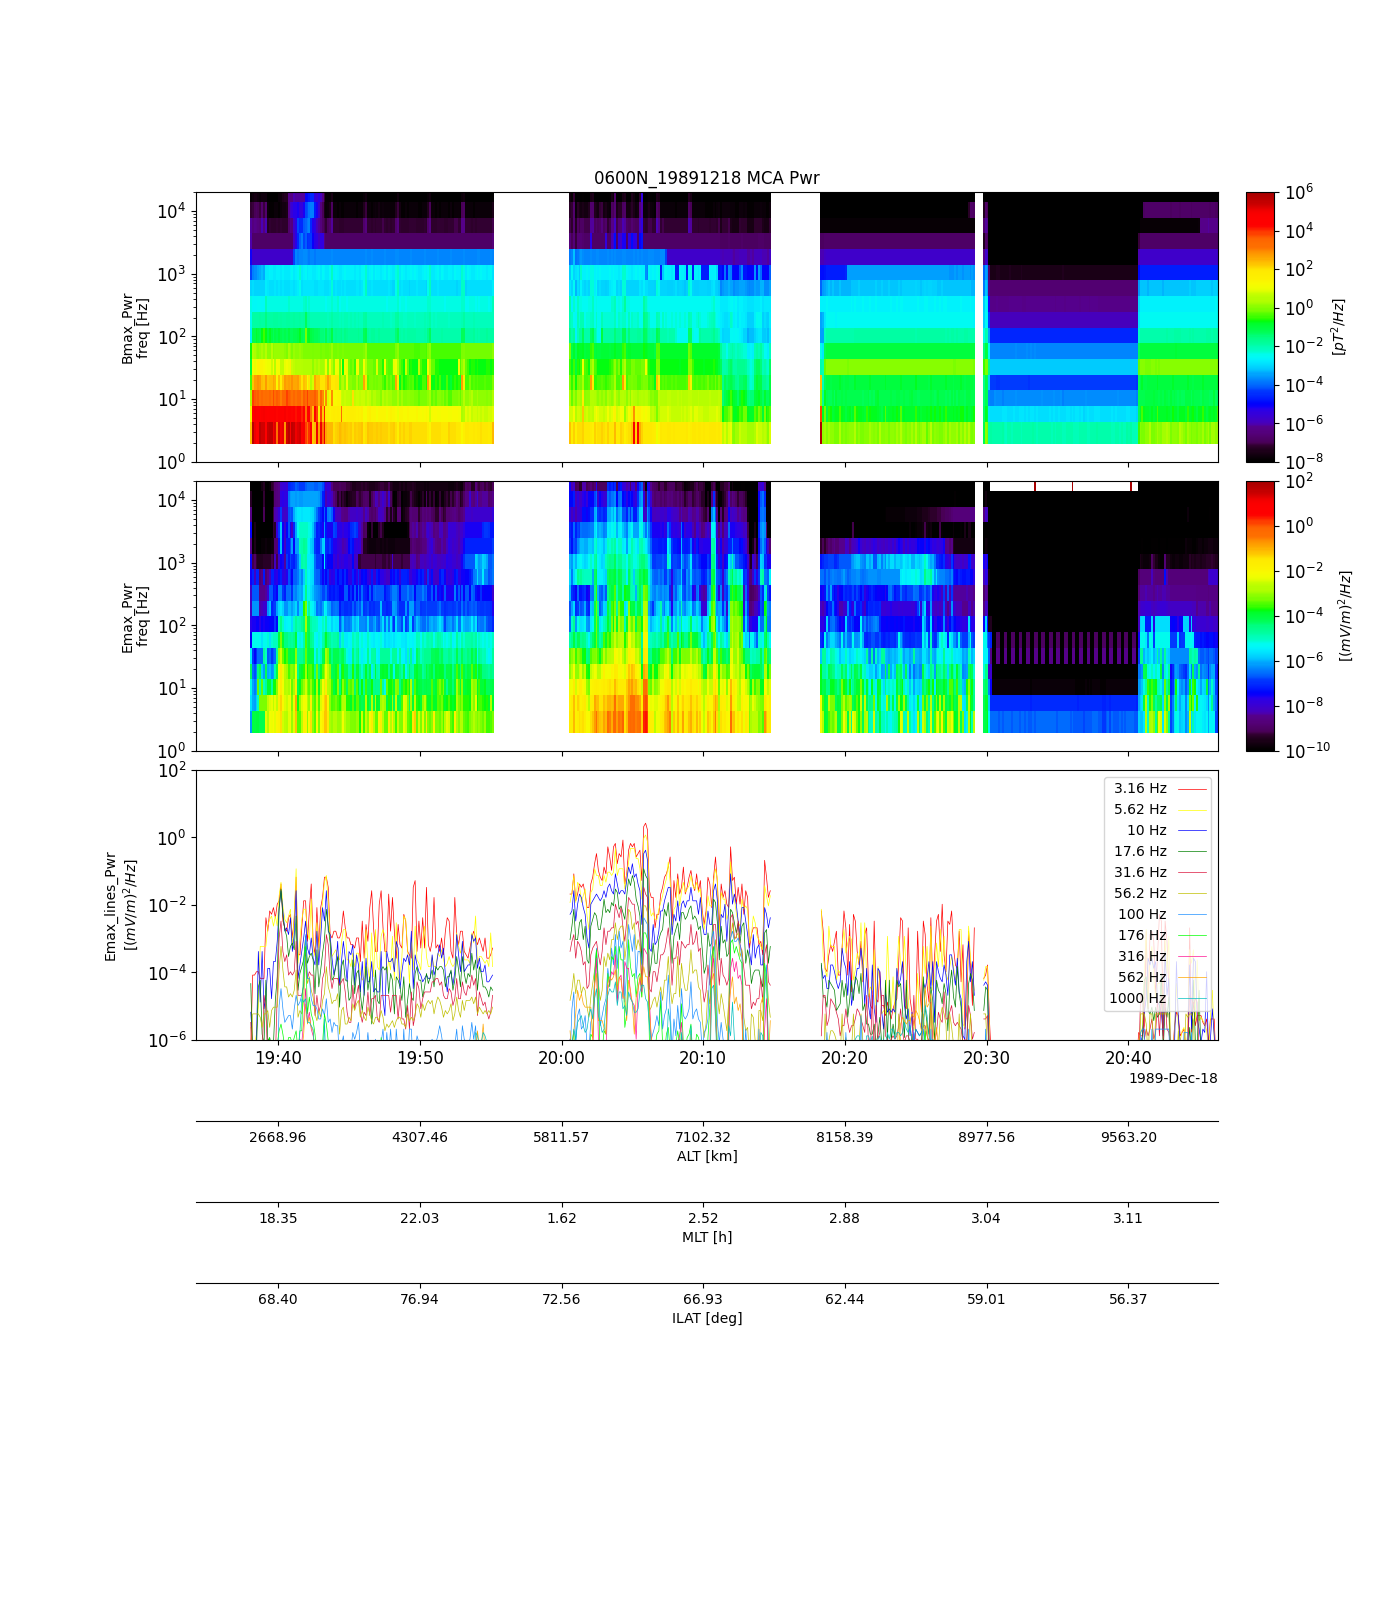 0600N_19891218 MCA Pwr
10^4
10^3
10^2
10^1
10^0
Bmax_Pwr
freq [Hz]
10^6
10^4
10^2
10^0
10^-2
10^-4
10^-6
10^-8
[pT^2/Hz]
10^4
10^3
10^2
10^1
10^0
Emax_Pwr
freq [Hz]
10^2
10^0
10^-2
10^-4
10^-6
10^-8
10^-10
[(mV/m)^2/Hz]
10^2
10^0
10^-2
10^-4
10^-6
Emax_lines_Pwr
[(mV/m)^2/Hz]
3.16 Hz
5.62 Hz
10 Hz
17.6 Hz
31.6 Hz
56.2 Hz
100 Hz
176 Hz
316 Hz
562 Hz
1000 Hz
19:40 19:50 20:00 20:10 20:20 20:30 20:40
1989-Dec-18
2668.96 4307.46 5811.57 7102.32 8158.39 8977.56 9563.20
ALT [km]
18.35 22.03 1.62 2.52 2.88 3.04 3.11
MLT [h]
68.40 76.94 72.56 66.93 62.44 59.01 56.37
ILAT [deg]